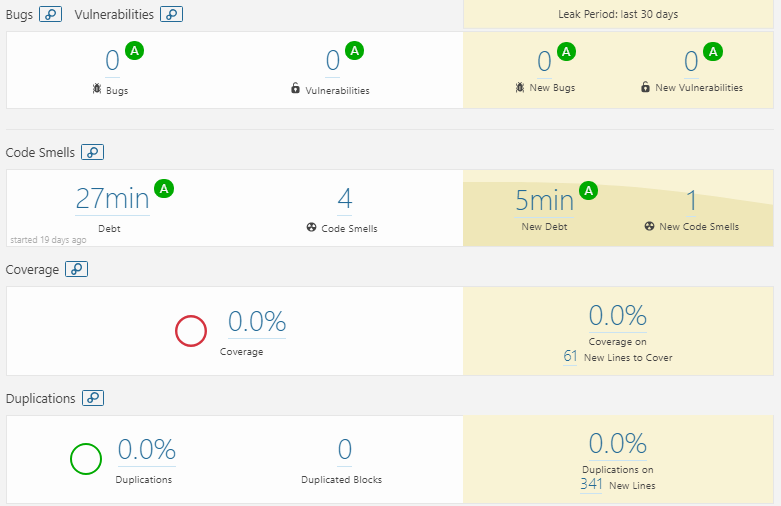 Bugs Vulnerabilities
Leak Period: last 30 days
0 A
Bugs
0 A
Vulnerabilities
0 A
New Bugs
0 A
New Vulnerabilities
Code Smells
27min A
Debt
started 19 days ago
4
Code Smells
5min A
New Debt
1
New Code Smells
Coverage
0.0%
Coverage
0.0%
Coverage on
61 New Lines to Cover
Duplications
0.0%
Duplications
0
Duplicated Blocks
0.0%
Duplications on
341 New Lines